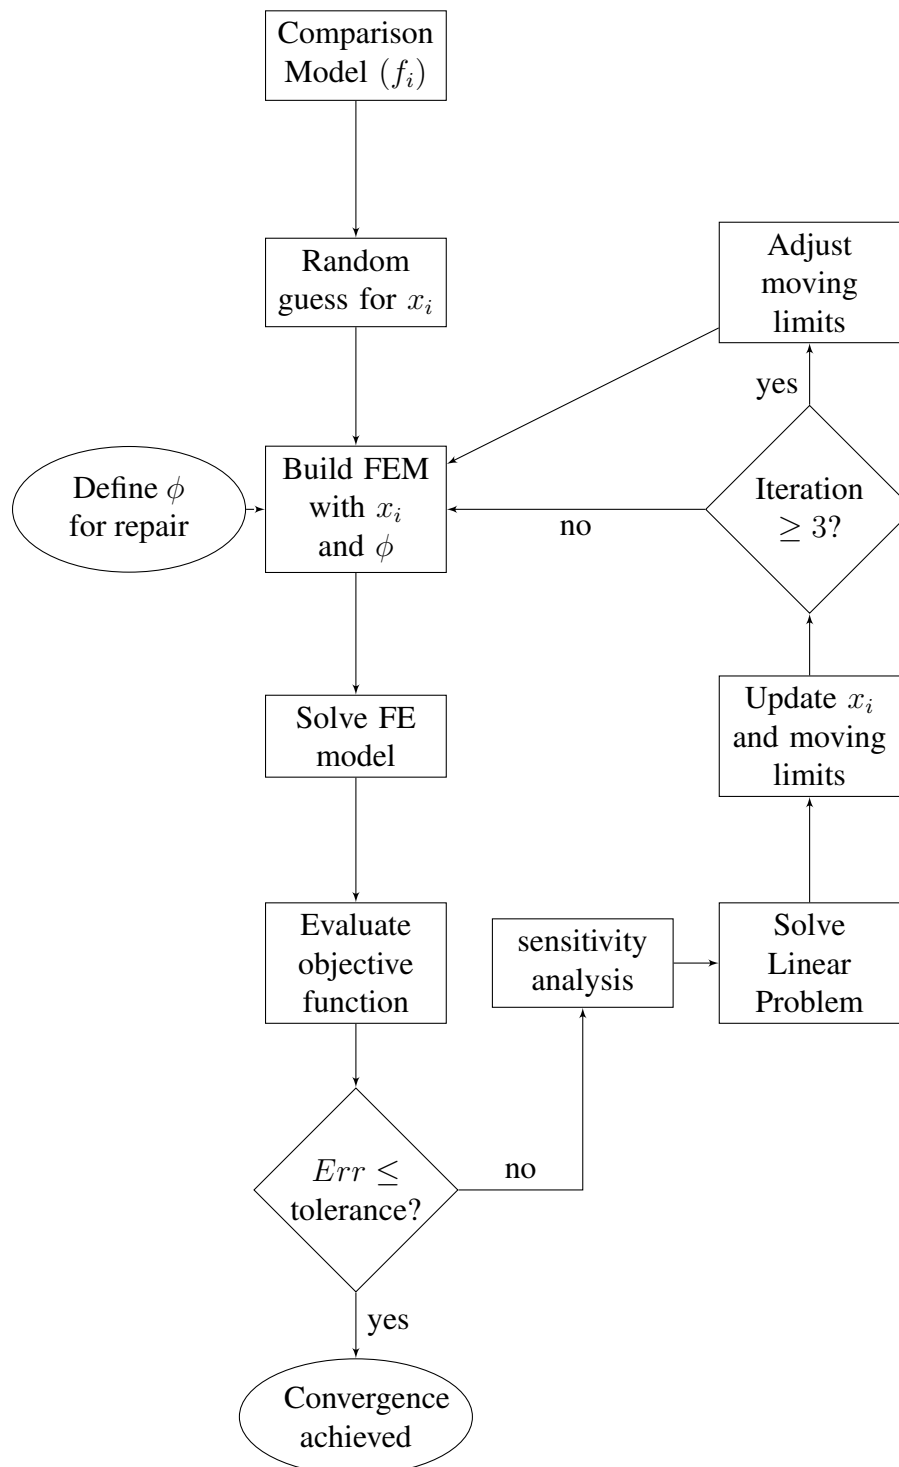 Comparison
Model (f_i)
Random
guess for x_i
Adjust
moving
limits
yes
Define ϕ
for repair
Build FEM
with x_i
and ϕ
no
Iteration
≥ 3?
Solve FE
model
Update x_i
and moving
limits
Evaluate
objective
function
sensitivity
analysis
Solve
Linear
Problem
Err ≤
tolerance?
no
yes
Convergence
achieved